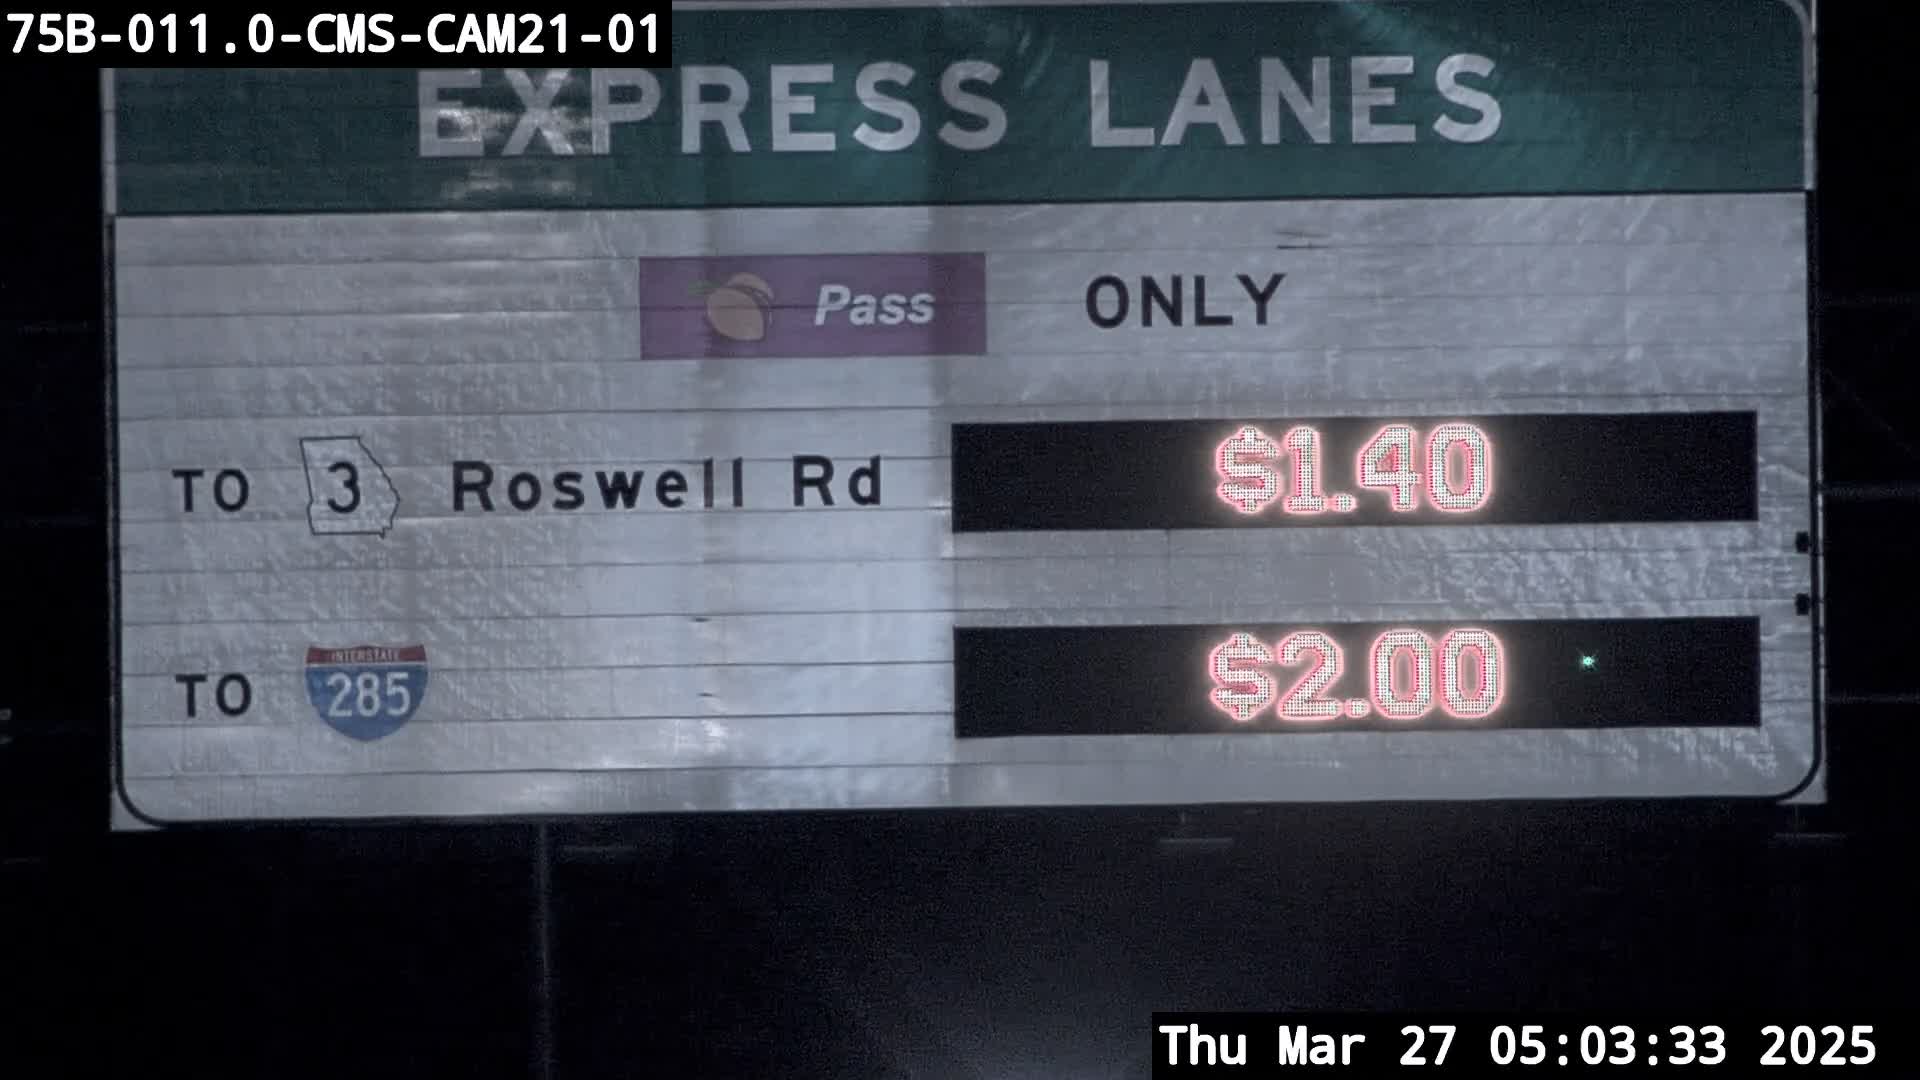 75B-011.0-CMS-CAM21-01
EXPRESS LANES
Pass ONLY
TO 3 Roswell Rd $1.40
TO INTERSTATE 285 $2.00
Thu Mar 27 05:03:33 2025